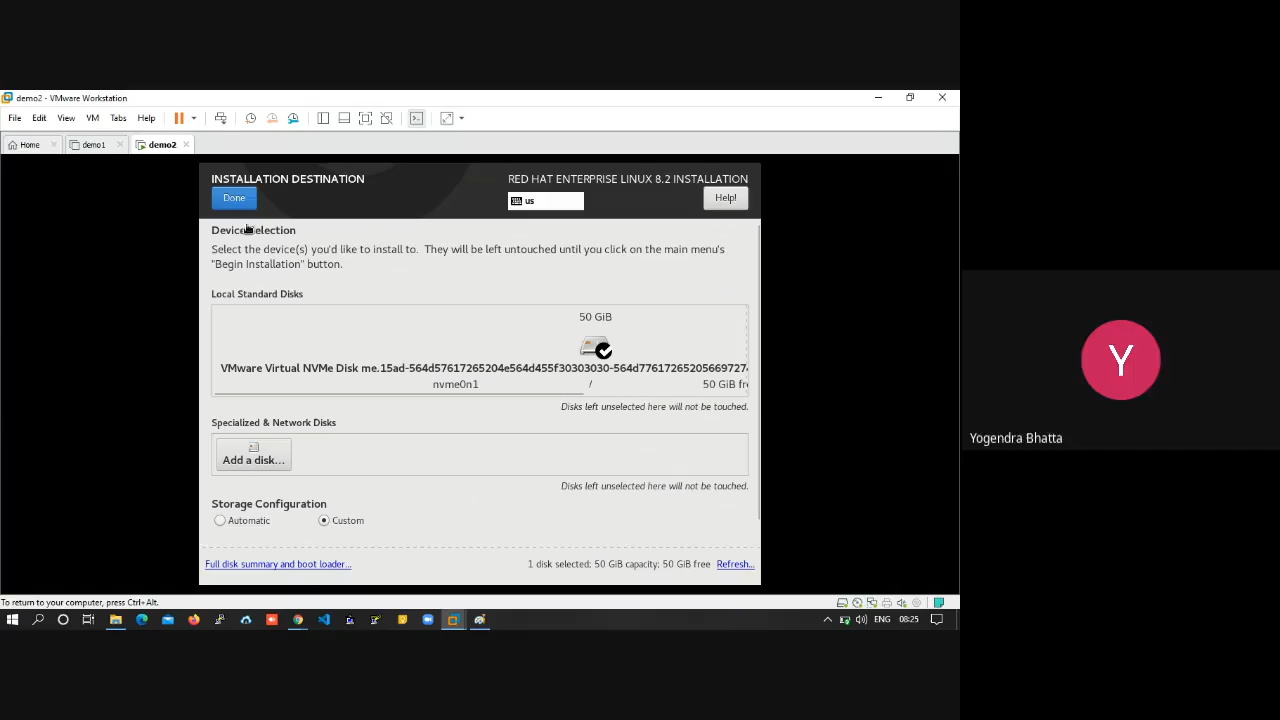 demo2 - VMware Workstation
File Edit View VM Tabs Help
Home demo1 demo2
INSTALLATION DESTINATION
RED HAT ENTERPRISE LINUX 8.2 INSTALLATION
Done
us
Help!
Device Selection
Select the device(s) you'd like to install to. They will be left untouched until you click on the main menu's
"Begin Installation" button.
Local Standard Disks
50 GiB
VMware Virtual NVMe Disk me.15ad-564d57617265204e564d455f30303030-564d77617265205669727
nvme0n1 / 50 GiB fre
Disks left unselected here will not be touched.
Specialized & Network Disks
Add a disk...
Disks left unselected here will not be touched.
Storage Configuration
Automatic Custom
Full disk summary and boot loader...
1 disk selected; 50 GiB capacity; 50 GiB free Refresh...
To return to your computer, press Ctrl+Alt.
ENG 08:25
Y
Yogendra Bhatta